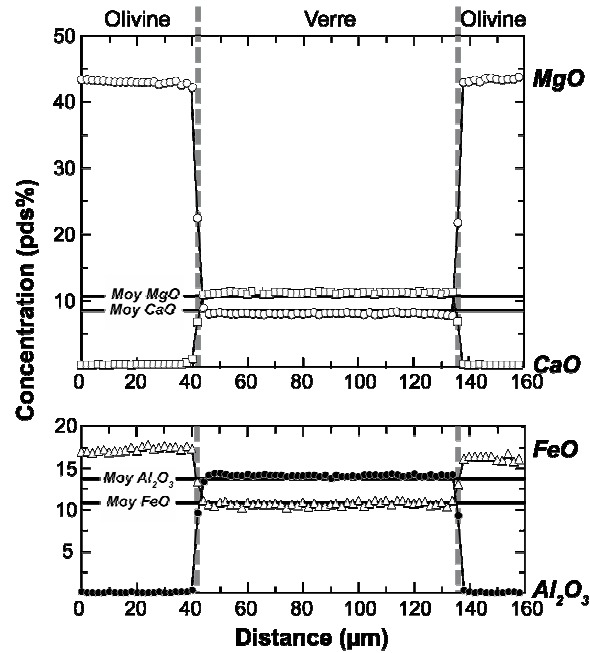 Olivine Verre Olivine
50
MgO
40
30
20
Moy MgO
10
Moy CaO
CaO
0 20 40 60 80 100 120 140 160
Concentration (pds%)
20
FeO
15
Moy Al₂O₃
10
Moy FeO
5
Al₂O₃
0 20 40 60 80 100 120 140 160
Distance (µm)